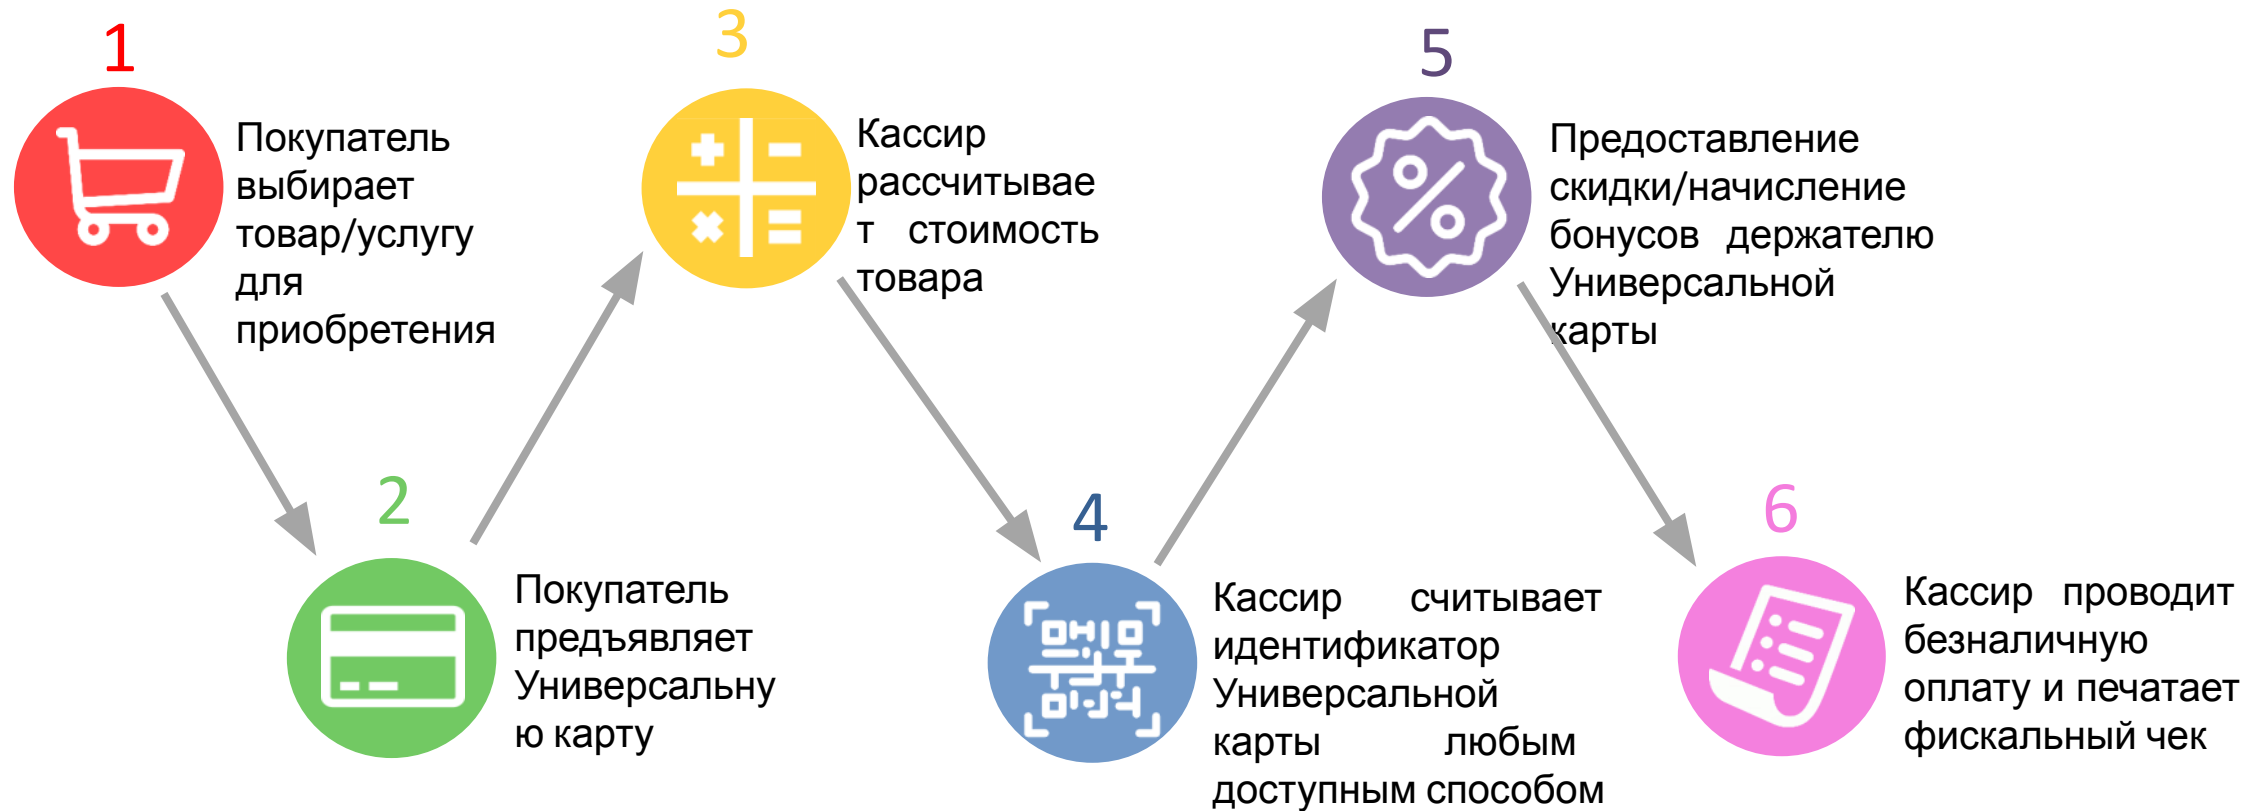 1
Покупатель
выбирает
товар/услугу
для
приобретения
2
Покупатель
предъявляет
Универсальну
ю карту
3
Кассир
рассчитывае
т стоимость
товара
4
Кассир считывает
идентификатор
Универсальной
карты любым
доступным способом
5
Предоставление
скидки/начисление
бонусов держателю
Универсальной
карты
6
Кассир проводит
безналичную
оплату и печатает
фискальный чек